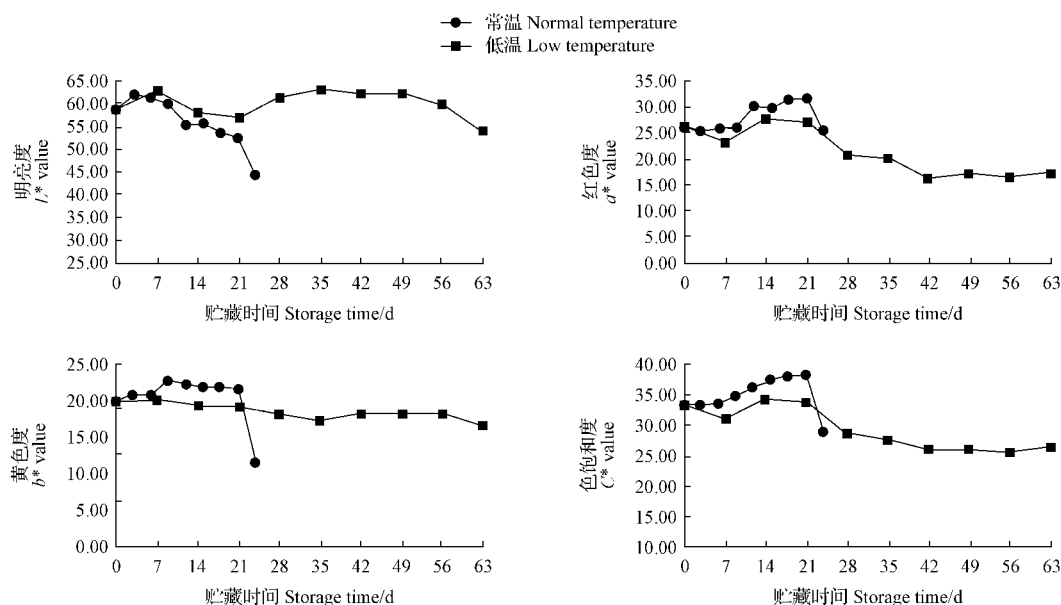 常温 Normal temperature
低温 Low temperature
65.00
60.00
55.00
50.00
45.00
40.00
35.00
30.00
25.00
明亮度
L* value
0 7 14 21 28 35 42 49 56 63
贮藏时间 Storage time/d
35.00
30.00
25.00
20.00
15.00
10.00
5.00
0.00
红色度
a* value
0 7 14 21 28 35 42 49 56 63
贮藏时间 Storage time/d
25.00
20.00
15.00
10.00
5.00
0.00
黄色度
b* value
0 7 14 21 28 35 42 49 56 63
贮藏时间 Storage time/d
40.00
35.00
30.00
25.00
20.00
15.00
10.00
色饱和度
C* value
0 7 14 21 28 35 42 49 56 63
贮藏时间 Storage time/d